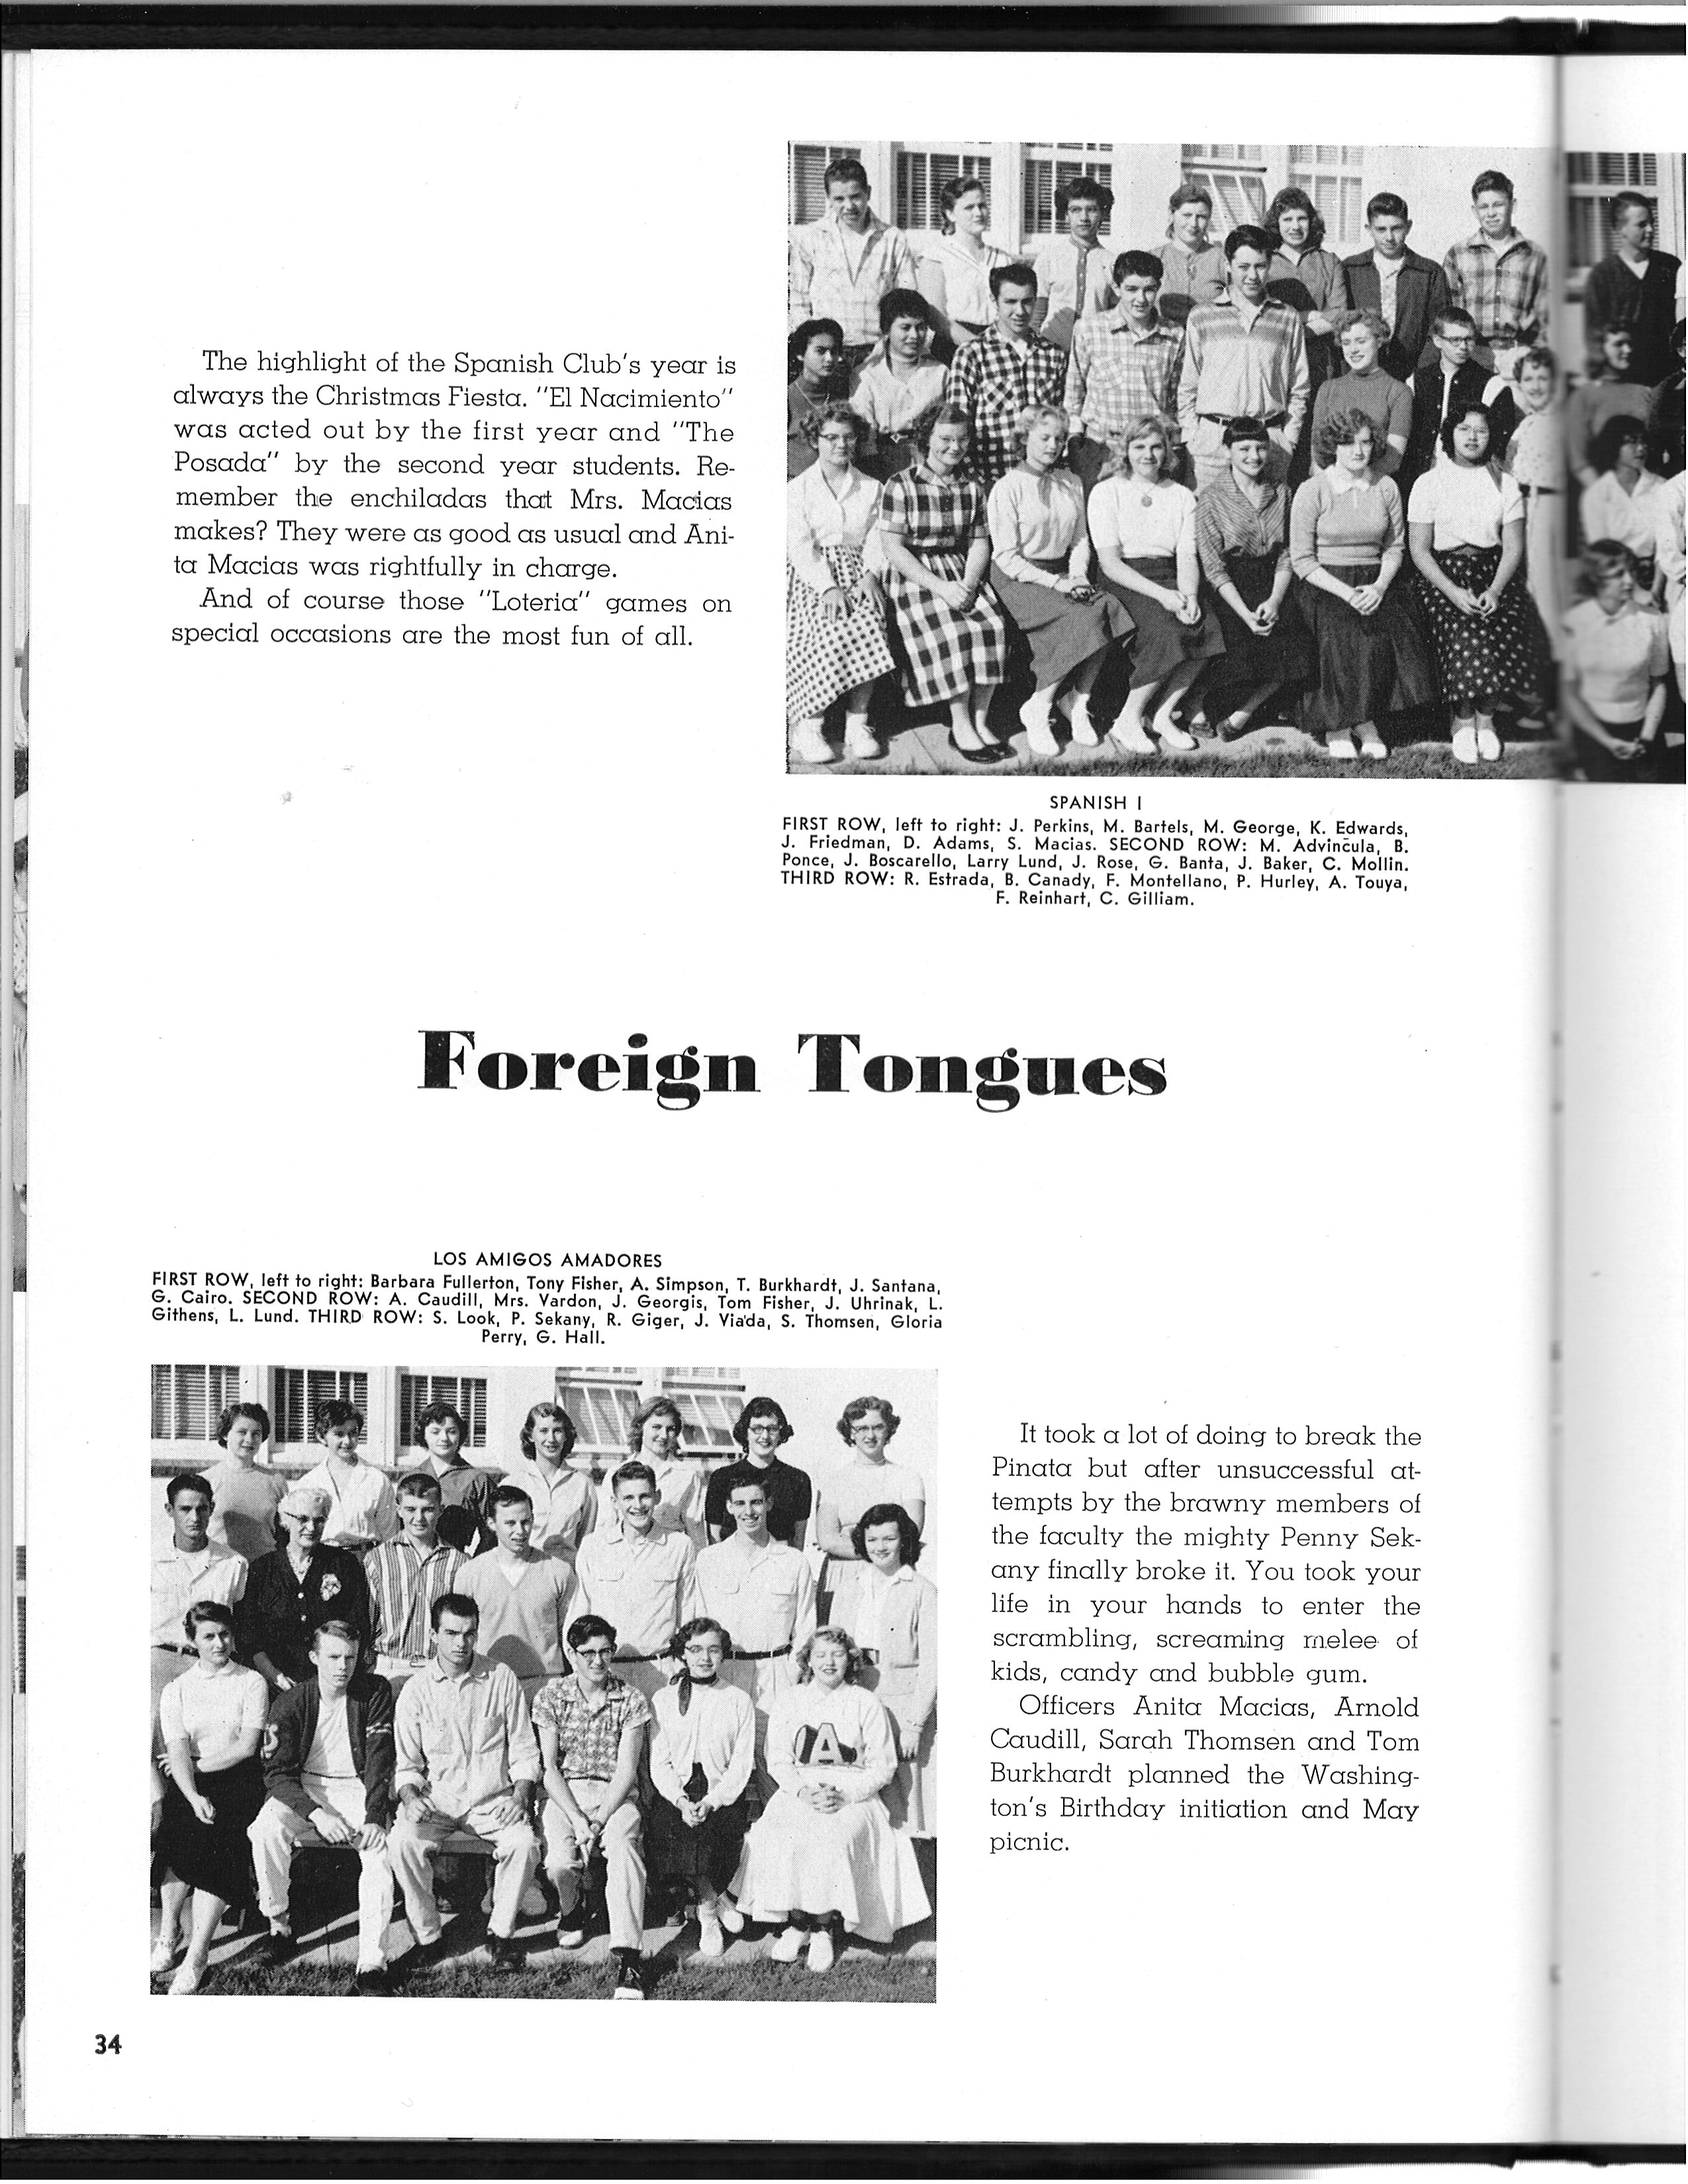 The highlight of the Spanish Club's year is
always the Christmas Fiesta. "El Nacimiento"
was acted out by the first year and "The
Posada" by the second year students. Re-
member the enchiladas that Mrs. Macias
makes? They were as good as usual and Ani-
ta Macias was rightfully in charge.
And of course those "Loteria" games on
special occasions are the most fun of all.
SPANISH I
FIRST ROW, left to right: J. Perkins, M. Bartels, M. George, K. Edwards,
J. Friedman, D. Adams, S. Macias. SECOND ROW: M. Advincula, B.
Ponce, J. Boscarello, Larry Lund, J. Rose, G. Banta, J. Baker, C. Mollin.
THIRD ROW: R. Estrada, B. Canady, F. Montellano, P. Hurley, A. Touya,
F. Reinhart, C. Gilliam.
Foreign Tongues
LOS AMIGOS AMADORES
FIRST ROW, left to right: Barbara Fullerton, Tony Fisher, A. Simpson, T. Burkhardt, J. Santana,
G. Cairo. SECOND ROW: A. Caudill, Mrs. Vardon, J. Georgis, Tom Fisher, J. Uhrinak, L.
Githens, L. Lund. THIRD ROW: S. Look, P. Sekany, R. Giger, J. Viada, S. Thomsen, Gloria
Perry, G. Hall.
A
It took a lot of doing to break the
Pinata but after unsuccessful at-
tempts by the brawny members of
the faculty the mighty Penny Sek-
any finally broke it. You took your
life in your hands to enter the
scrambling, screaming melee of
kids, candy and bubble gum.
Officers Anita Macias, Arnold
Caudill, Sarah Thomsen and Tom
Burkhardt planned the Washing-
ton's Birthday initiation and May
picnic.
34